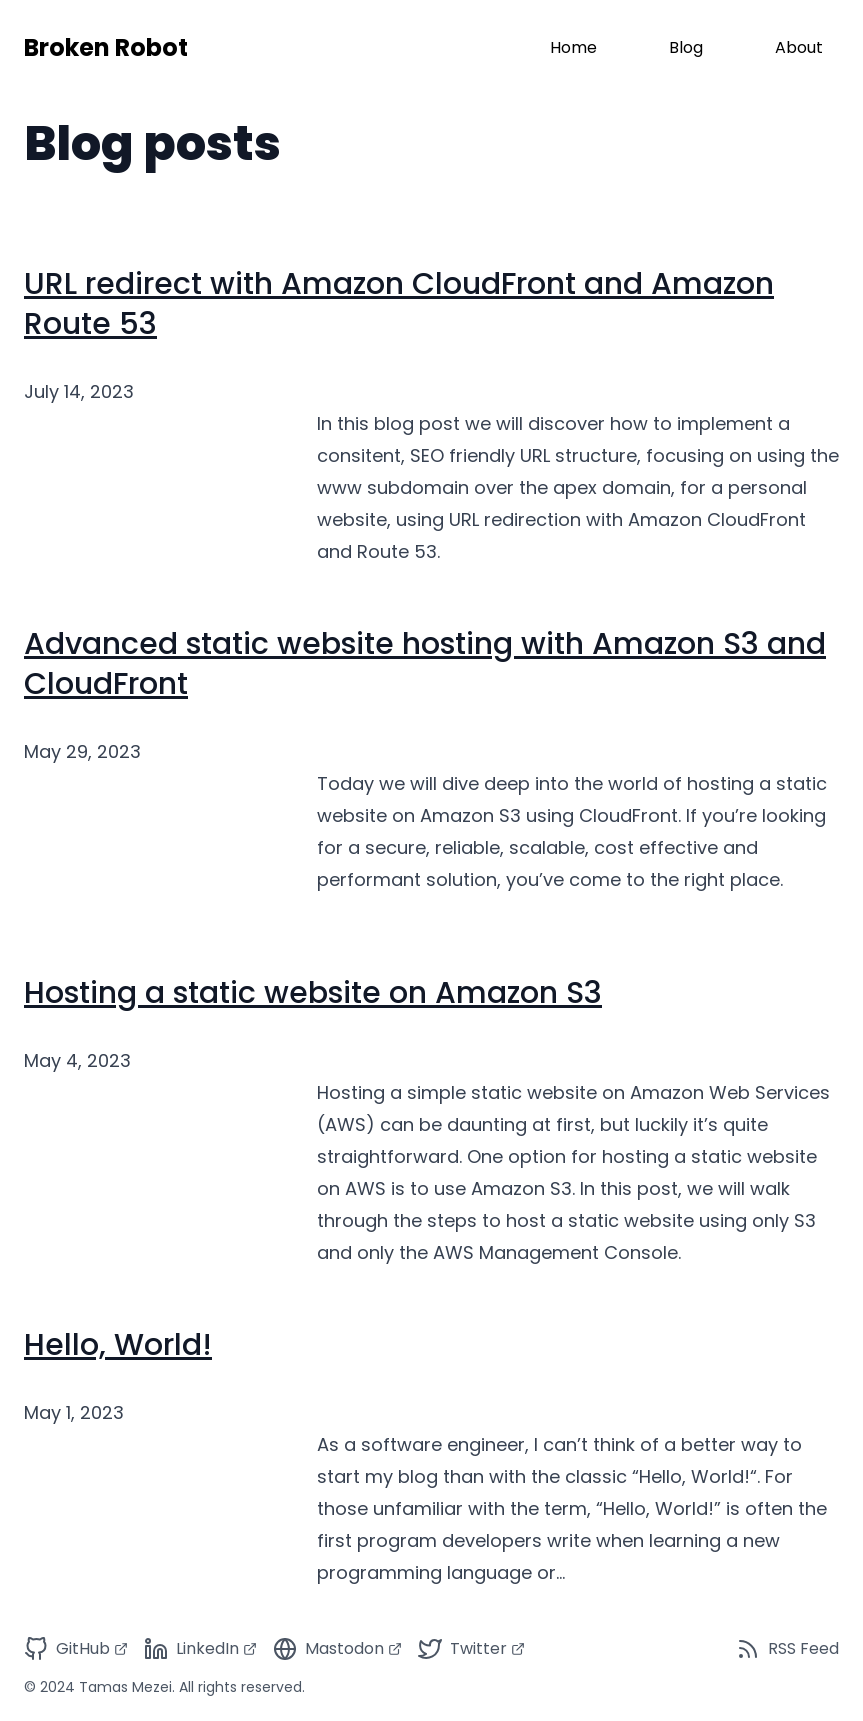 Broken Robot
Home
Blog
About
Blog posts
URL redirect with Amazon CloudFront and Amazon
Route 53
July 14, 2023
In this blog post we will discover how to implement a
consitent, SEO friendly URL structure, focusing on using the
www subdomain over the apex domain, for a personal
website, using URL redirection with Amazon CloudFront
and Route 53.
Advanced static website hosting with Amazon S3 and
CloudFront
May 29, 2023
Today we will dive deep into the world of hosting a static
website on Amazon S3 using CloudFront. If you’re looking
for a secure, reliable, scalable, cost effective and
performant solution, you’ve come to the right place.
Hosting a static website on Amazon S3
May 4, 2023
Hosting a simple static website on Amazon Web Services
(AWS) can be daunting at first, but luckily it’s quite
straightforward. One option for hosting a static website
on AWS is to use Amazon S3. In this post, we will walk
through the steps to host a static website using only S3
and only the AWS Management Console.
Hello, World!
May 1, 2023
As a software engineer, I can’t think of a better way to
start my blog than with the classic “Hello, World!“. For
those unfamiliar with the term, “Hello, World!” is often the
first program developers write when learning a new
programming language or…
GitHub
LinkedIn
Mastodon
Twitter
RSS Feed
© 2024 Tamas Mezei. All rights reserved.